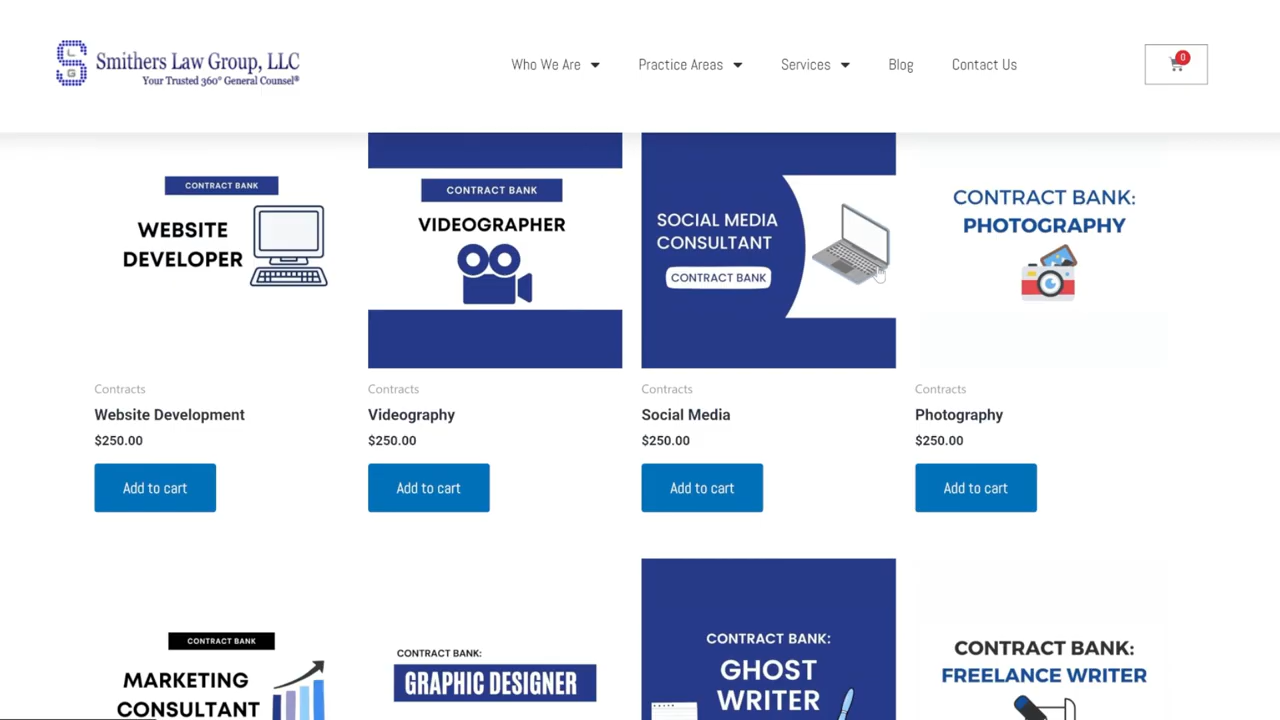 L
G
Smithers Law Group, LLC
Your Trusted 360° General Counsel®
Who We Are
Practice Areas
Services
Blog
Contact Us
0
CONTRACT BANK
WEBSITE
DEVELOPER
CONTRACT BANK
VIDEOGRAPHER
SOCIAL MEDIA
CONSULTANT
CONTRACT BANK
CONTRACT BANK:
PHOTOGRAPHY
Contracts
Website Development
$250.00
Add to cart
Contracts
Videography
$250.00
Add to cart
Contracts
Social Media
$250.00
Add to cart
Contracts
Photography
$250.00
Add to cart
CONTRACT BANK
MARKETING
CONSULTANT
CONTRACT BANK:
GRAPHIC DESIGNER
CONTRACT BANK:
GHOST
WRITER
CONTRACT BANK:
FREELANCE WRITER